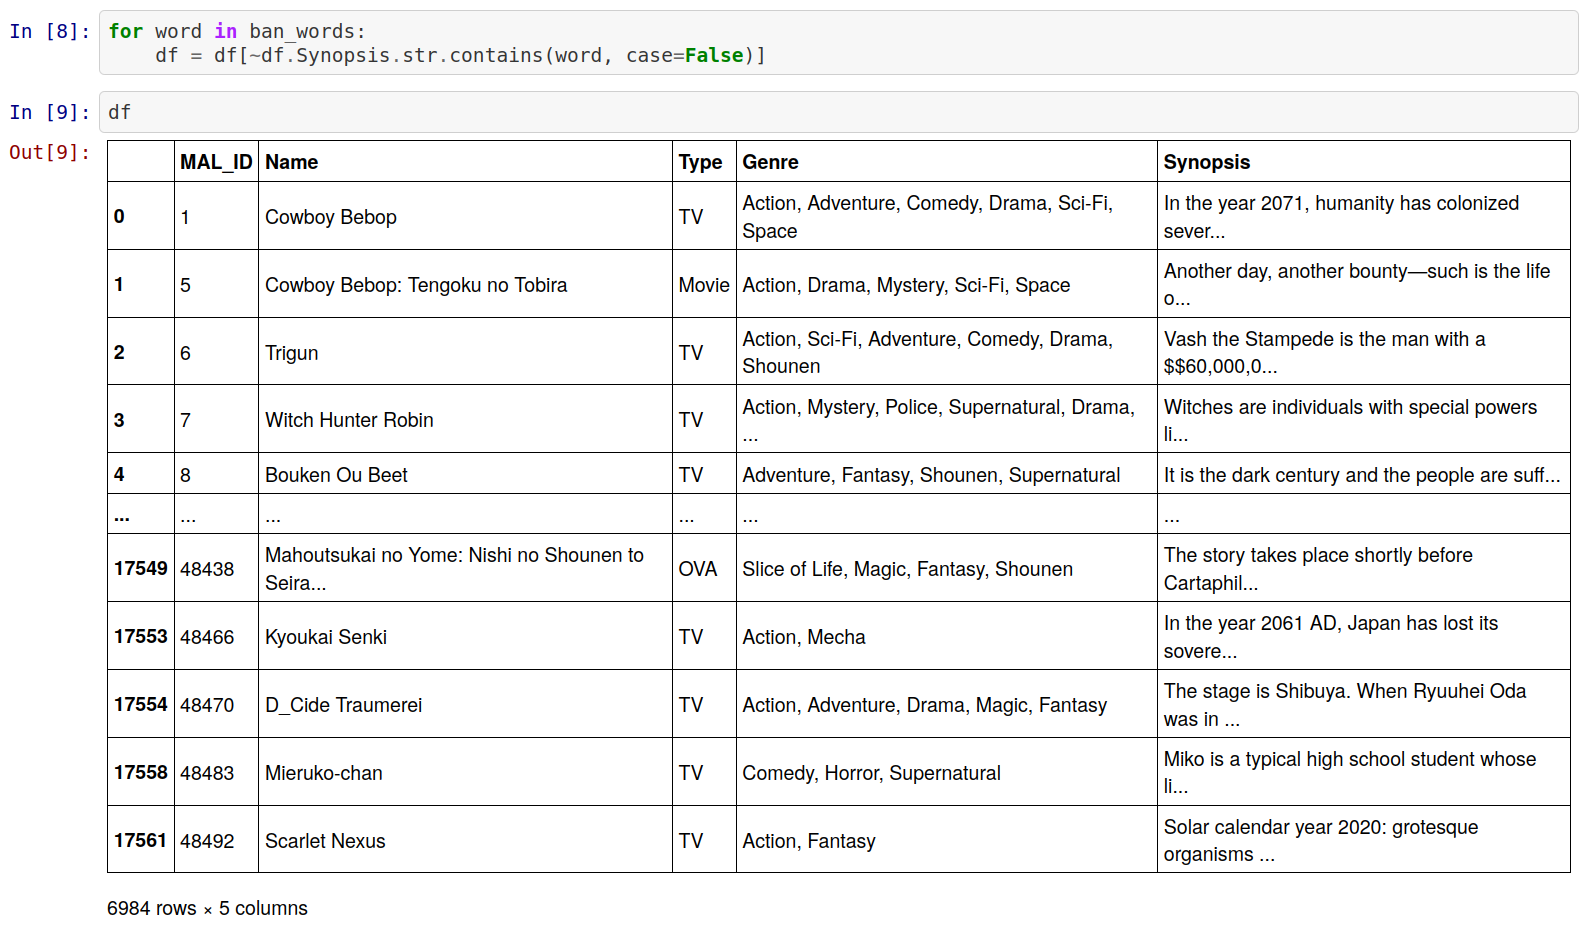 In [8]: for word in ban_words:
    df = df[~df.Synopsis.str.contains(word, case=False)]
In [9]: df
Out[9]:
MAL_ID Name Type Genre Synopsis
0 1 Cowboy Bebop TV Action, Adventure, Comedy, Drama, Sci-Fi, Space In the year 2071, humanity has colonized sever...
1 5 Cowboy Bebop: Tengoku no Tobira Movie Action, Drama, Mystery, Sci-Fi, Space Another day, another bounty—such is the life o...
2 6 Trigun TV Action, Sci-Fi, Adventure, Comedy, Drama, Shounen Vash the Stampede is the man with a $$60,000,0...
3 7 Witch Hunter Robin TV Action, Mystery, Police, Supernatural, Drama, ... Witches are individuals with special powers li...
4 8 Bouken Ou Beet TV Adventure, Fantasy, Shounen, Supernatural It is the dark century and the people are suff...
... ... ... ... ... ...
17549 48438 Mahoutsukai no Yome: Nishi no Shounen to Seira... OVA Slice of Life, Magic, Fantasy, Shounen The story takes place shortly before Cartaphil...
17553 48466 Kyoukai Senki TV Action, Mecha In the year 2061 AD, Japan has lost its sovere...
17554 48470 D_Cide Traumerei TV Action, Adventure, Drama, Magic, Fantasy The stage is Shibuya. When Ryuuhei Oda was in ...
17558 48483 Mieruko-chan TV Comedy, Horror, Supernatural Miko is a typical high school student whose li...
17561 48492 Scarlet Nexus TV Action, Fantasy Solar calendar year 2020: grotesque organisms ...
6984 rows × 5 columns